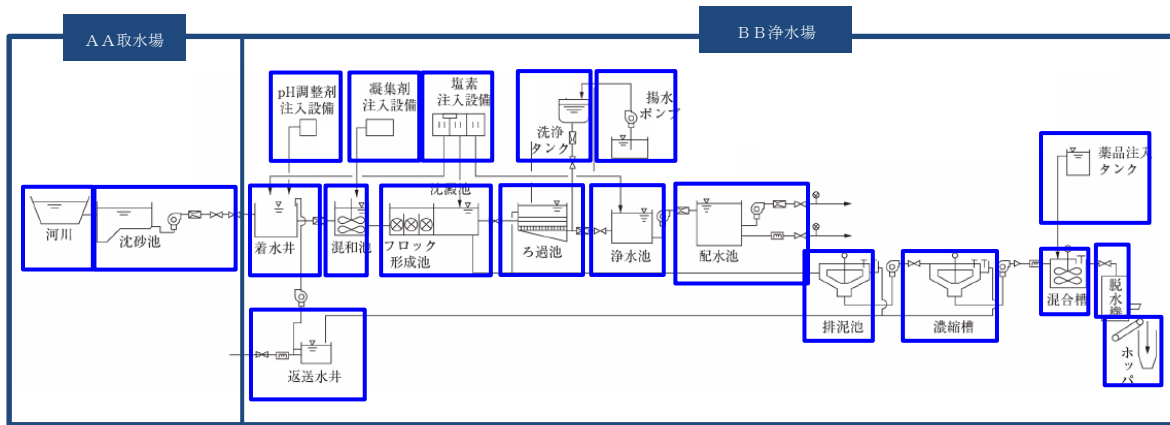 AA取水場
BB浄水場
pH調整剤
注入設備
凝集剤
注入設備
塩素
注入設備
洗浄
タンク
揚水
ポンプ
薬品注入
タンク
河川
沈砂池
着水井
混和池
沈澱池
フロック
形成池
ろ過池
浄水池
配水池
排泥池
濃縮槽
混合槽
脱水機
ホッパ
返送水井